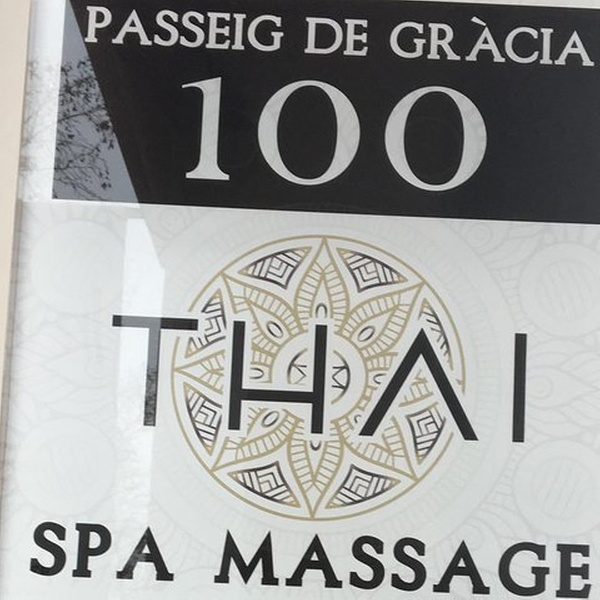 PASSEIG DE GRÀCIA
100
THAI
SPA MASSAGE